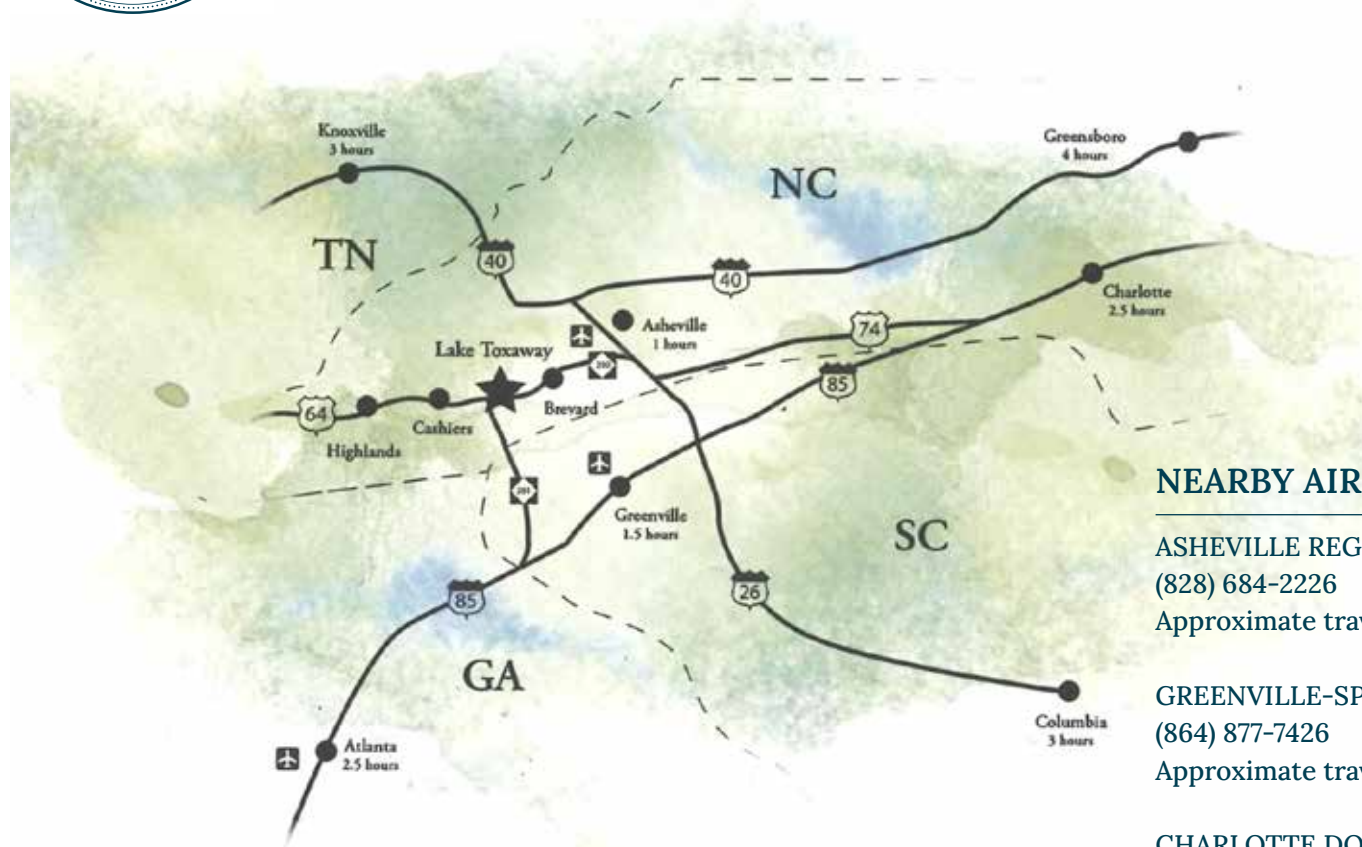 Knoxville
3 hours
Greensboro
4 hours
NC
TN
40
40
Charlotte
2.5 hours
Asheville
1 hours
74
Lake Toxaway
280
85
64
Brevard
Cashiers
Highlands
281
Greenville
1.5 hours
SC
85
26
GA
Columbia
3 hours
Atlanta
2.5 hours
NEARBY AIR
ASHEVILLE REG
(828) 684-2226
Approximate trav
GREENVILLE-SP
(864) 877-7426
Approximate trav
CHARLOTTE DO